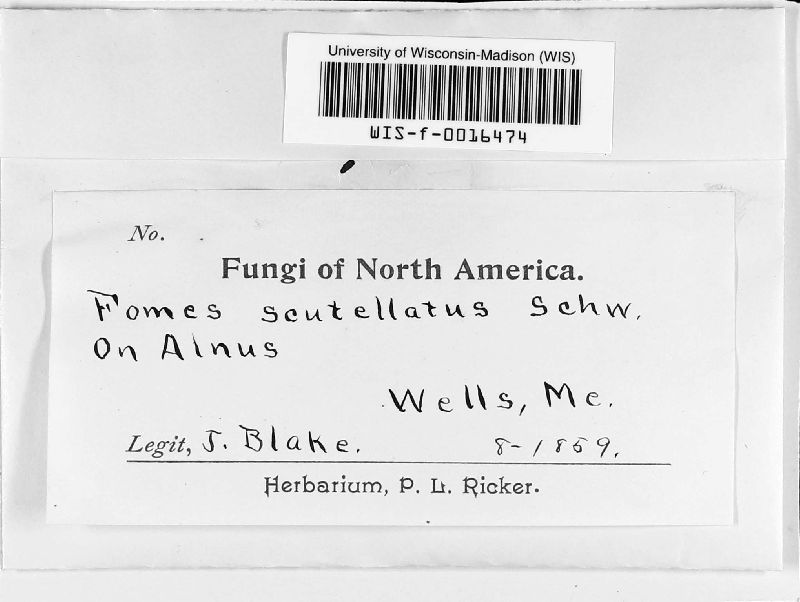 University of Wisconsin-Madison (WIS)
WIS-f-0016474
No.
Fungi of North America.
Fomes scutellatus Schw.
On Alnus
Wells, Me.
Legit, J. Blake. 8-1859.
Herbarium, P. L. Ricker.